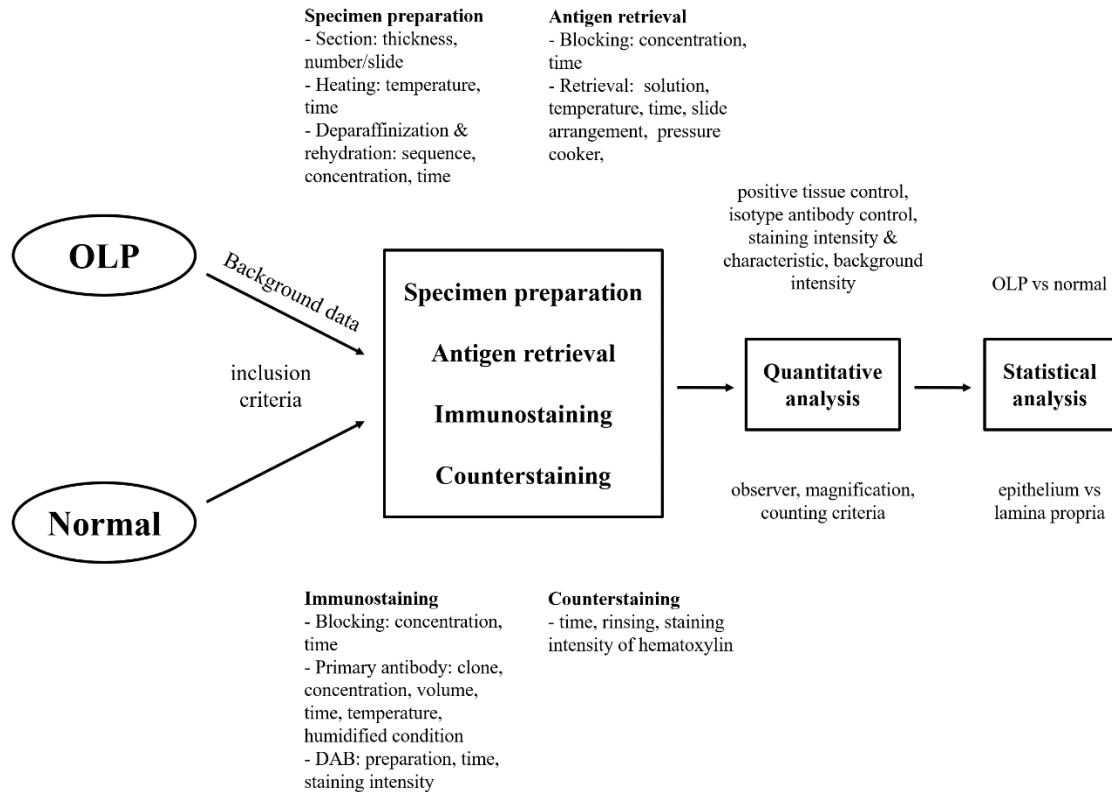 Specimen preparation
- Section: thickness,
number/slide
- Heating: temperature,
time
- Deparaffinization &
rehydration: sequence,
concentration, time
Antigen retrieval
- Blocking: concentration,
time
- Retrieval:  solution,
temperature, time, slide
arrangement,  pressure
cooker,
OLP
Background data
inclusion
criteria
Normal
Specimen preparation
Antigen retrieval
Immunostaining
Counterstaining
positive tissue control,
isotype antibody control,
staining intensity &
characteristic, background
intensity
Quantitative
analysis
observer, magnification,
counting criteria
OLP vs normal
Statistical
analysis
epithelium vs
lamina propria
Immunostaining
- Blocking: concentration,
time
- Primary antibody: clone,
concentration, volume,
time, temperature,
humidified condition
- DAB: preparation, time,
staining intensity
Counterstaining
- time, rinsing, staining
intensity of hematoxylin